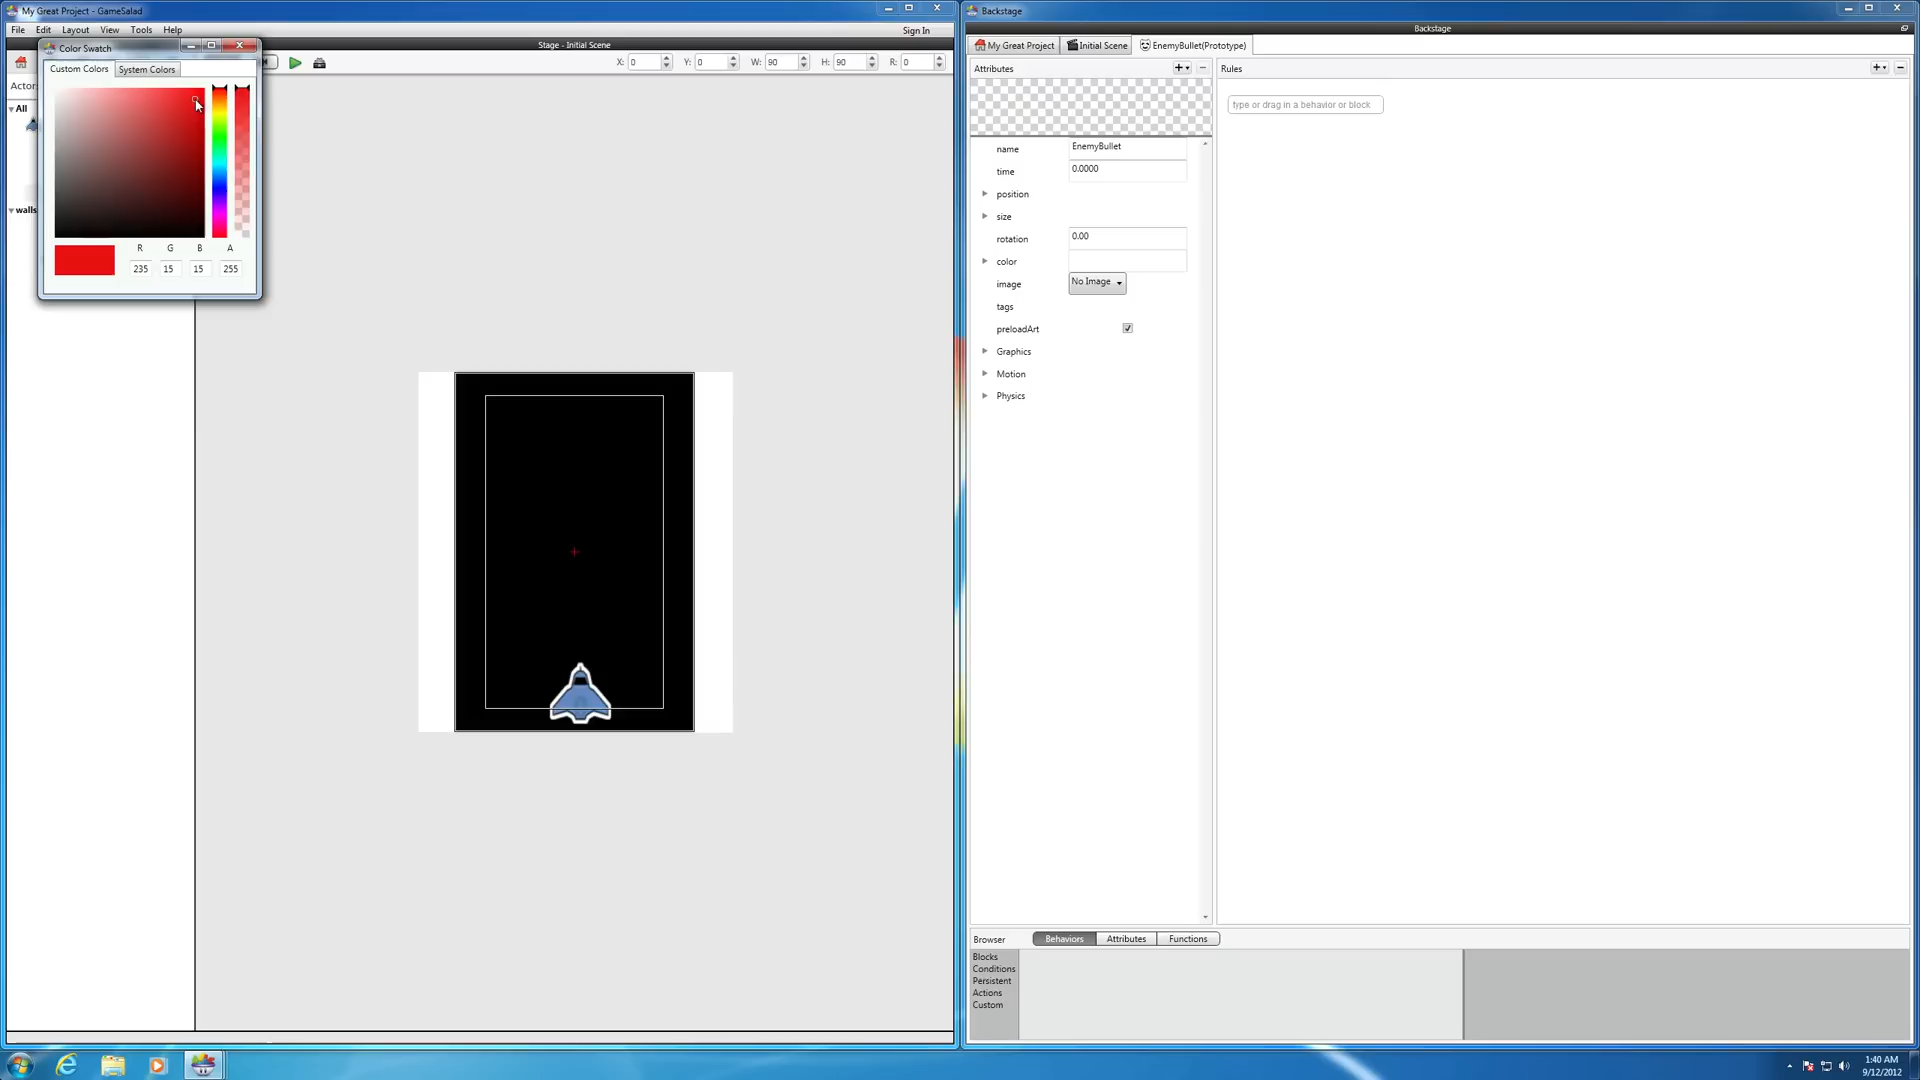 My Great Project - GameSalad
File Edit Layout View Tools Help
Sign In
Stage - Initial Scene
X: 0 Y: 0 W: 90 H: 90 R: 0
Color Swatch
Custom Colors System Colors
R G B A
235 15 15 255
All
Backstage
Backstage
My Great Project Initial Scene EnemyBullet(Prototype)
Attributes
Rules
type or drag in a behavior or block
name EnemyBullet
time 0.0000
position
size
rotation 0.00
color
image No Image
tags
preloadArt
Graphics
Motion
Physics
Browser Behaviors Attributes Functions
Blocks
Conditions
Persistent
Actions
Custom
1:40 AM
9/12/2012